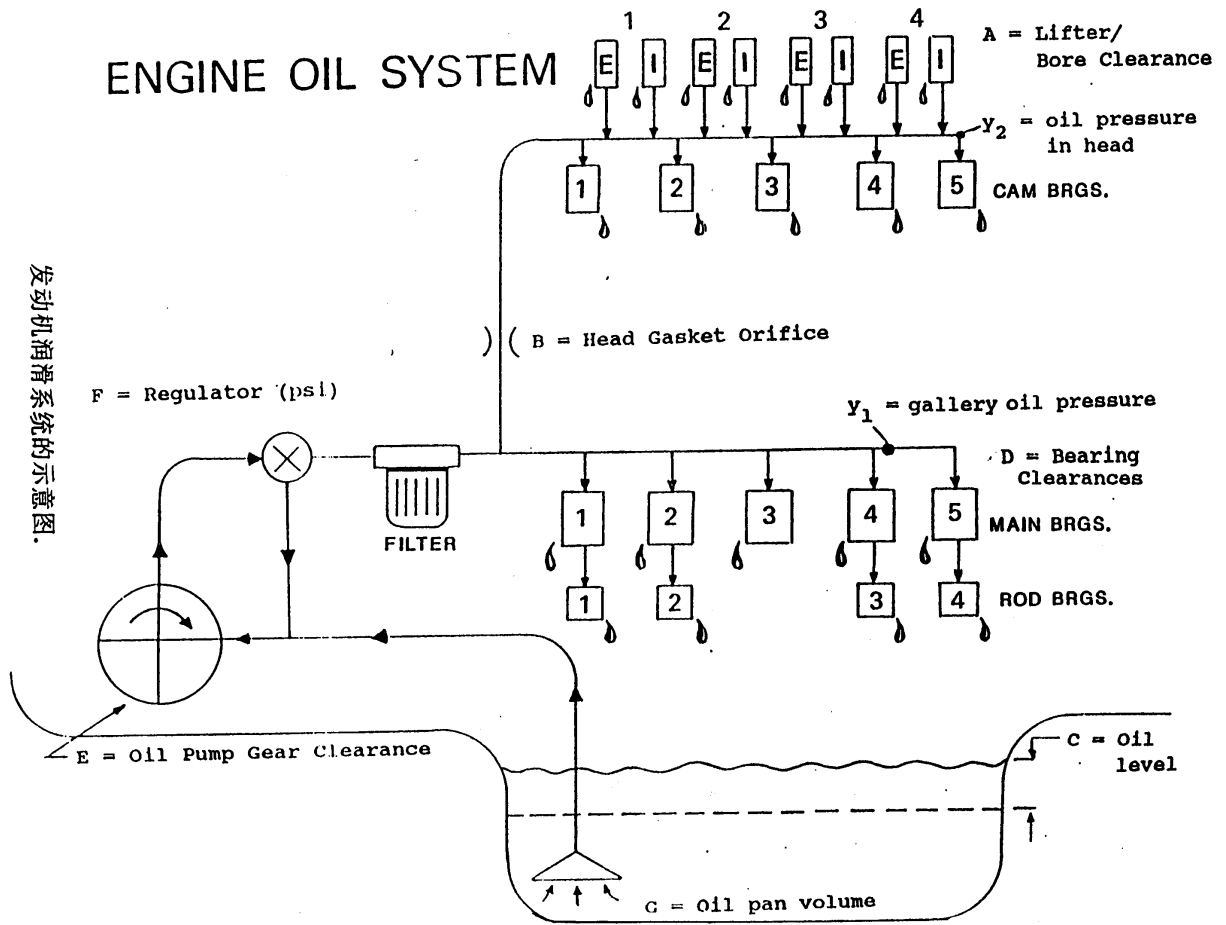 ENGINE OIL SYSTEM
1 2 3 4
E I E I E I E I
A = Lifter/
Bore Clearance
Y2 = oil pressure
in head
1 2 3 4 5
CAM BRGS.
B = Head Gasket Orifice
发动机润滑系统的示意图.
F = Regulator (psi)
Y1 = gallery oil pressure
D = Bearing
Clearances
FILTER
1 2 3 4 5
MAIN BRGS.
1 2 3 4
ROD BRGS.
E = Oil Pump Gear Clearance
C = Oil
level
G = Oil pan volume